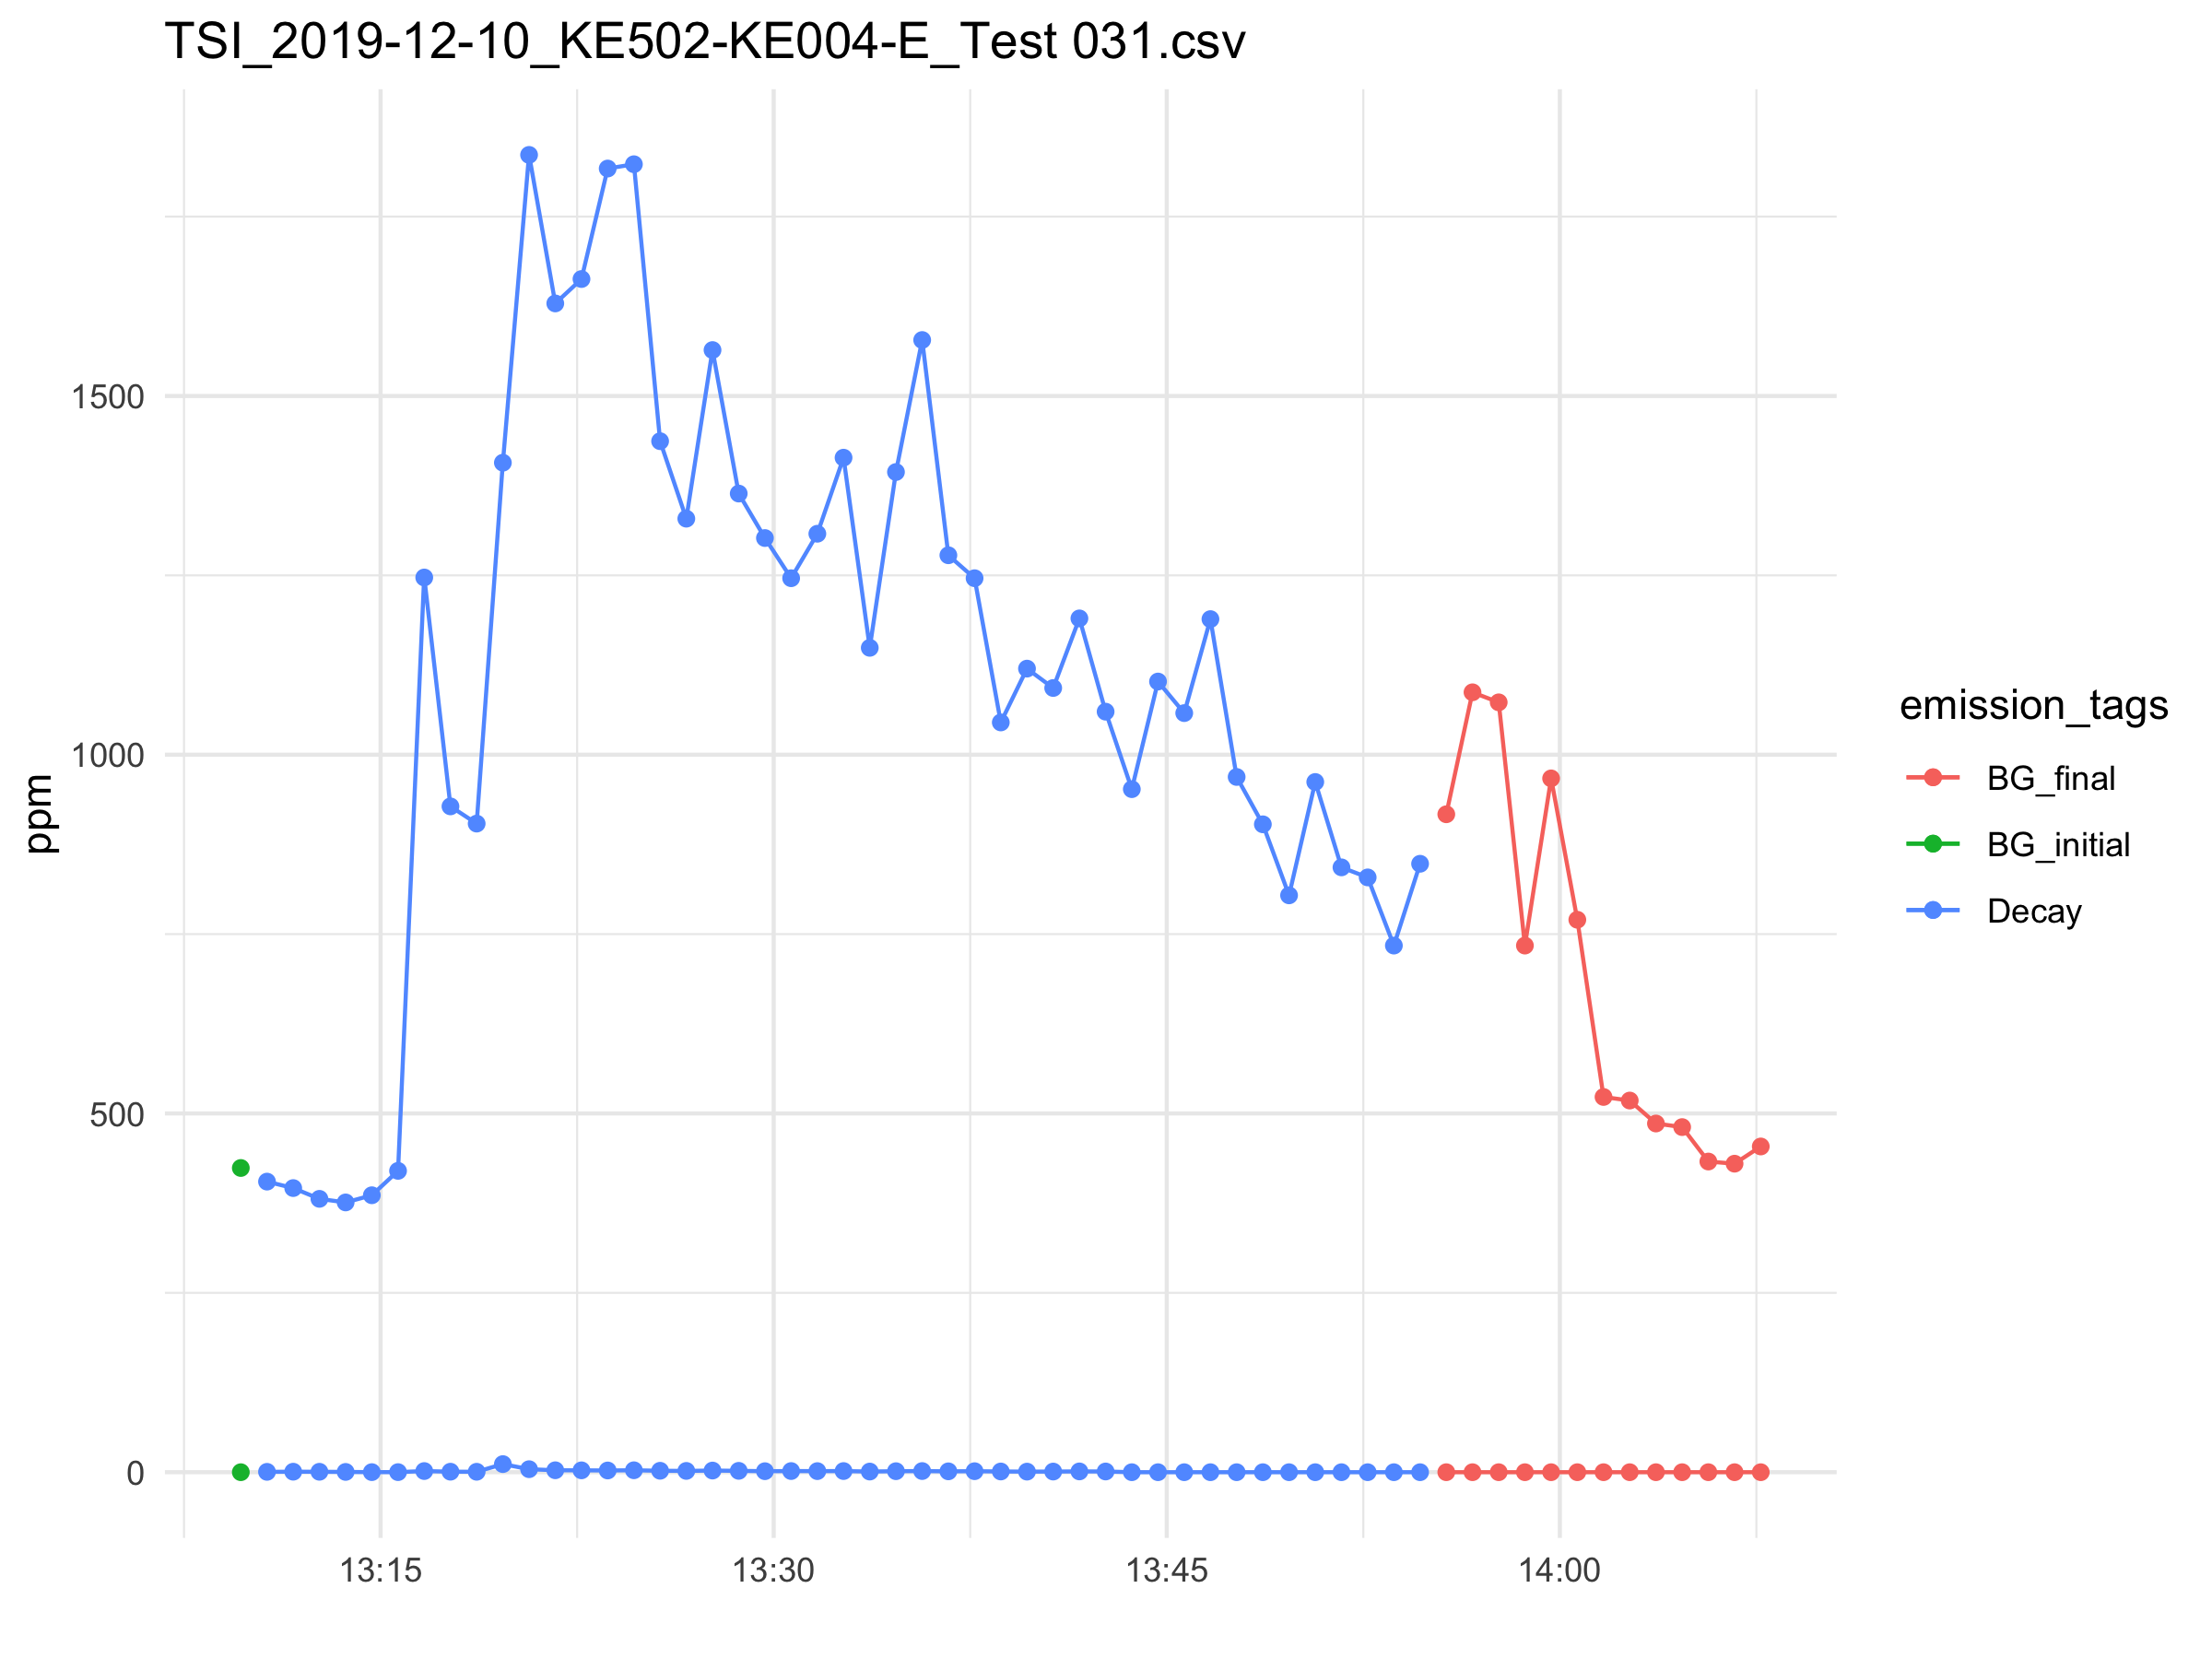 TSI_2019-12-10_KE502-KE004-E_Test 031.csv
ppm
1500
1000
500
0
13:15
13:30
13:45
14:00
emission_tags
BG_final
BG_initial
Decay